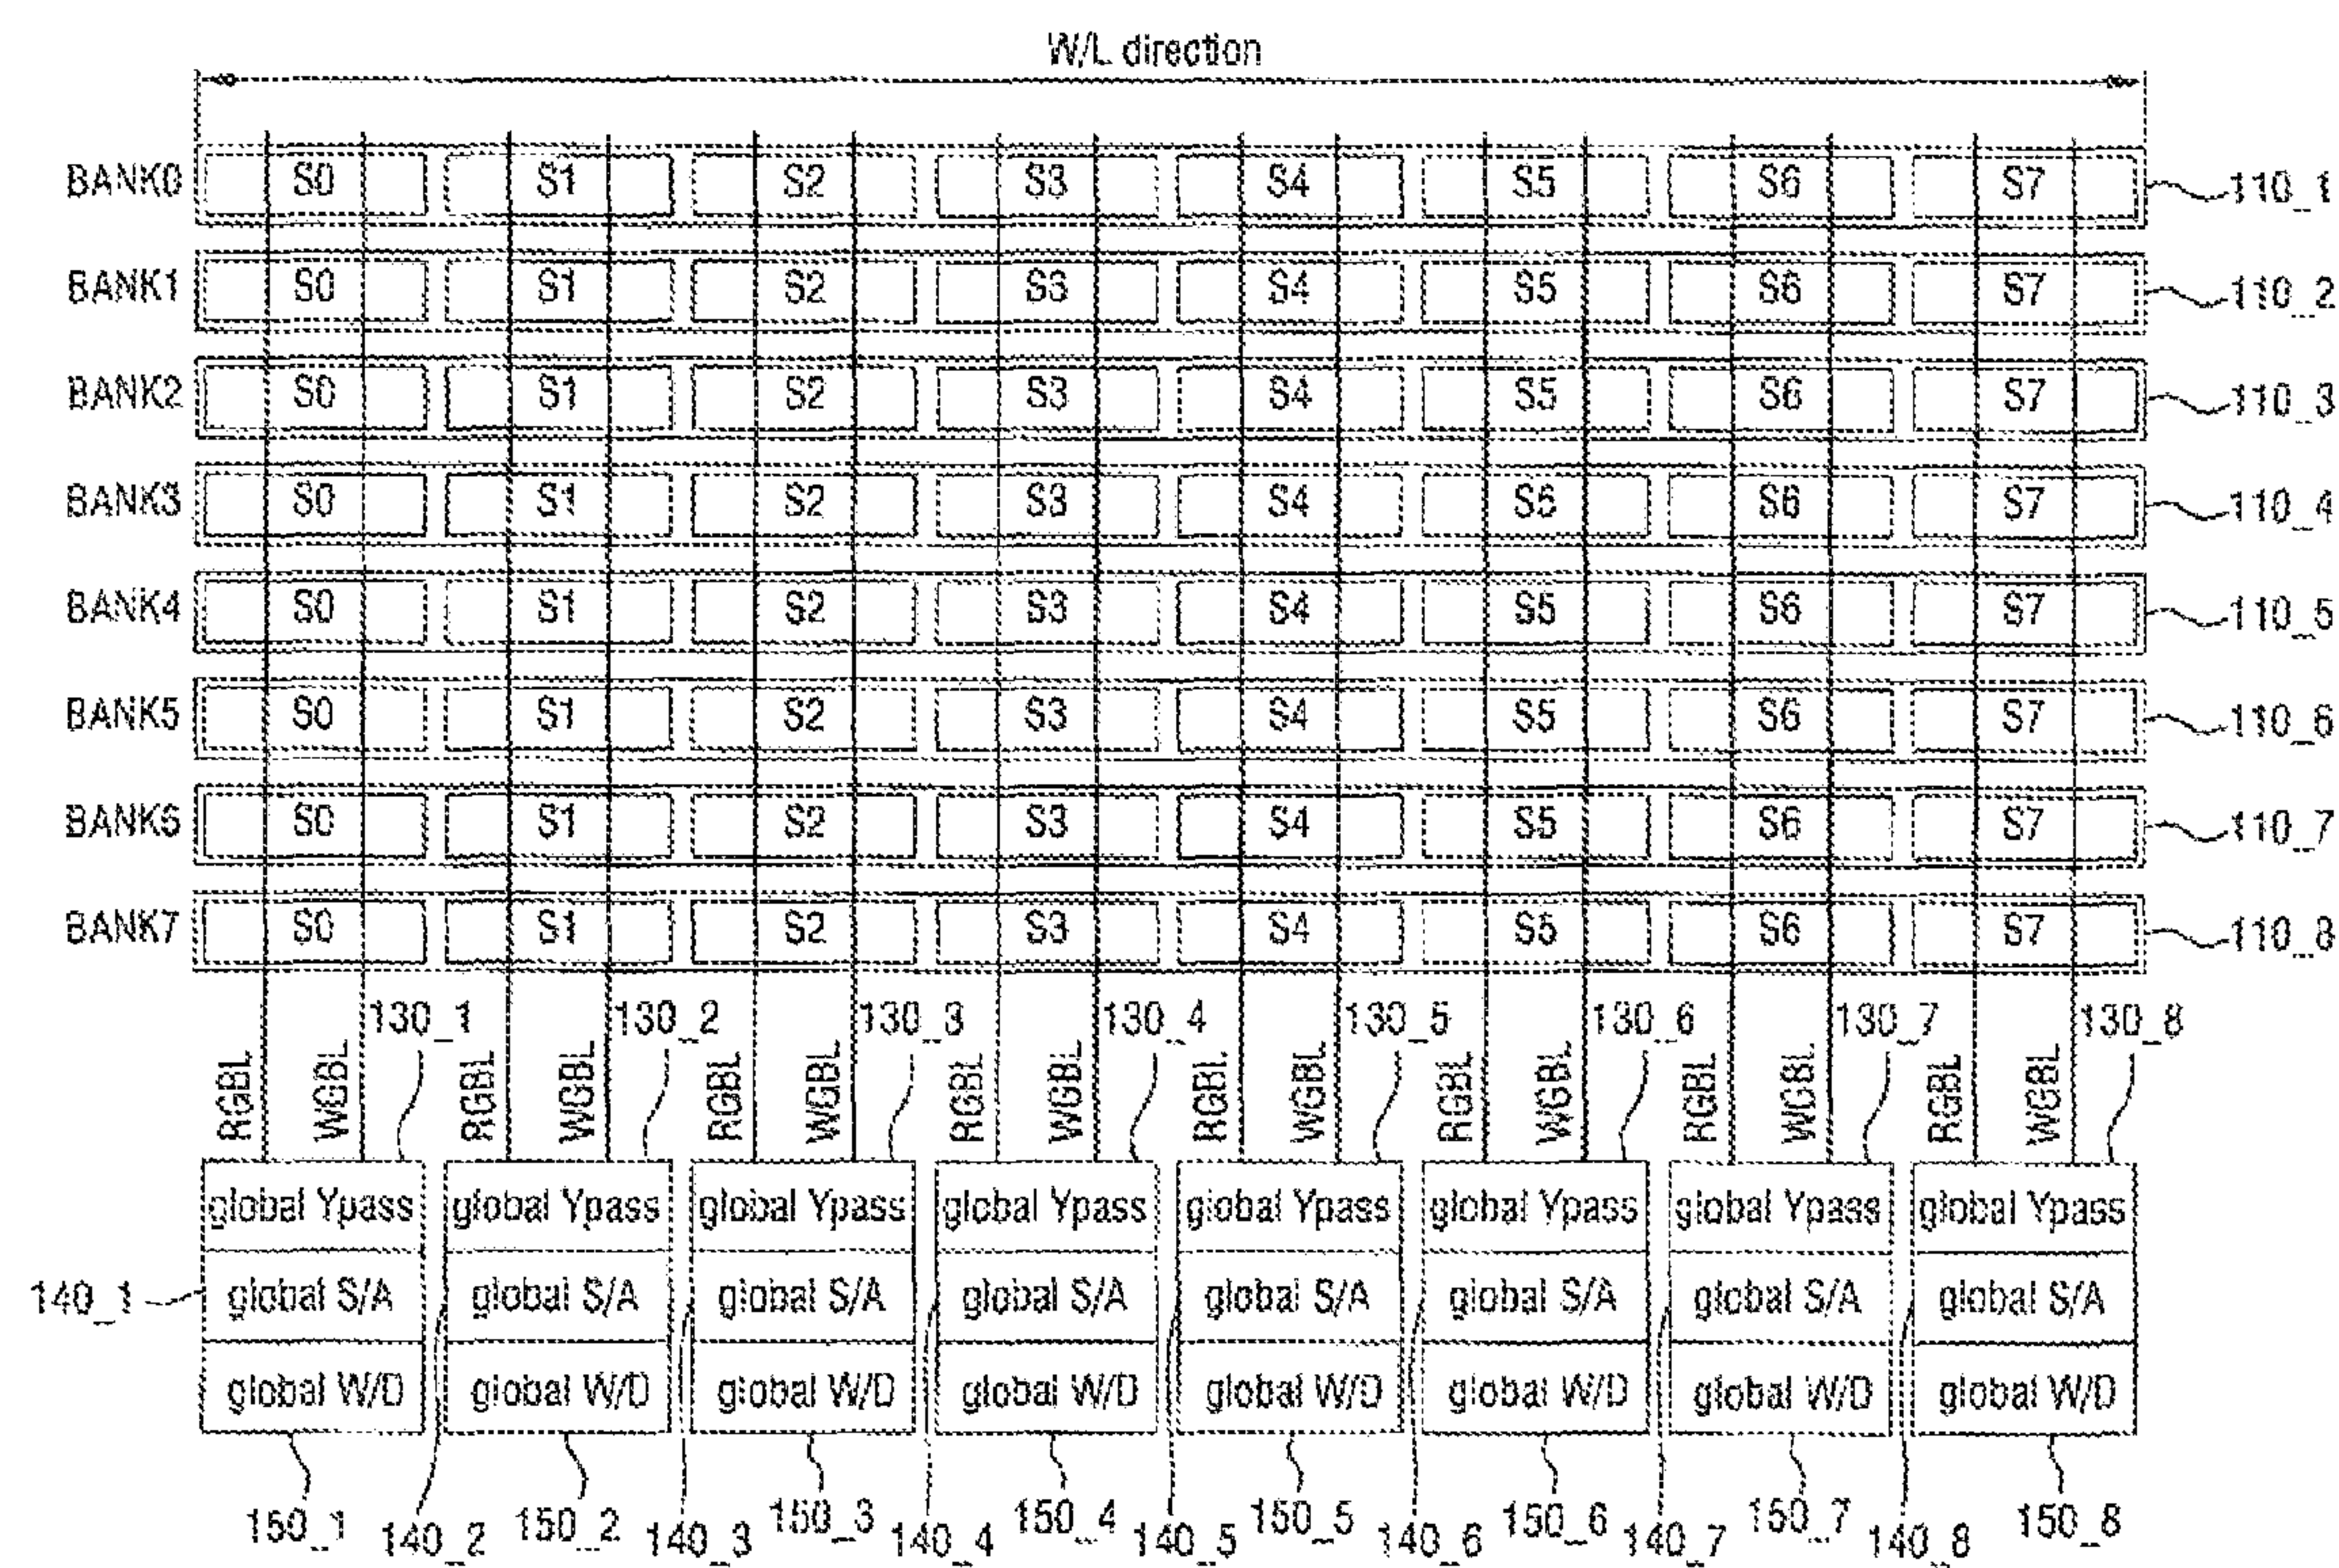 W/L direction
BANK0 S0 S1 S2 S3 S4 S5 S6 S7 110_1
BANK1 S0 S1 S2 S3 S4 S5 S6 S7 110_2
BANK2 S0 S1 S2 S3 S4 S5 S6 S7 110_3
BANK3 S0 S1 S2 S3 S4 S5 S6 S7 110_4
BANK4 S0 S1 S2 S3 S4 S5 S6 S7 110_5
BANK5 S0 S1 S2 S3 S4 S5 S6 S7 110_6
BANK6 S0 S1 S2 S3 S4 S5 S6 S7 110_7
BANK7 S0 S1 S2 S3 S4 S5 S6 S7 110_8
130_1 130_2 130_3 130_4 130_5 130_6 130_7 130_8
RGBL WGBL RGBL WGBL RGBL WGBL RGBL WGBL RGBL WGBL RGBL WGBL RGBL WGBL RGBL WGBL
global Ypass global Ypass global Ypass global Ypass global Ypass global Ypass global Ypass global Ypass
140_1 global S/A global S/A global S/A global S/A global S/A global S/A global S/A global S/A
global W/D global W/D global W/D global W/D global W/D global W/D global W/D global W/D
150_1 140_2 150_2 140_3 150_3 140_4 150_4 140_5 150_5 140_6 150_6 140_7 150_7 140_8 150_8